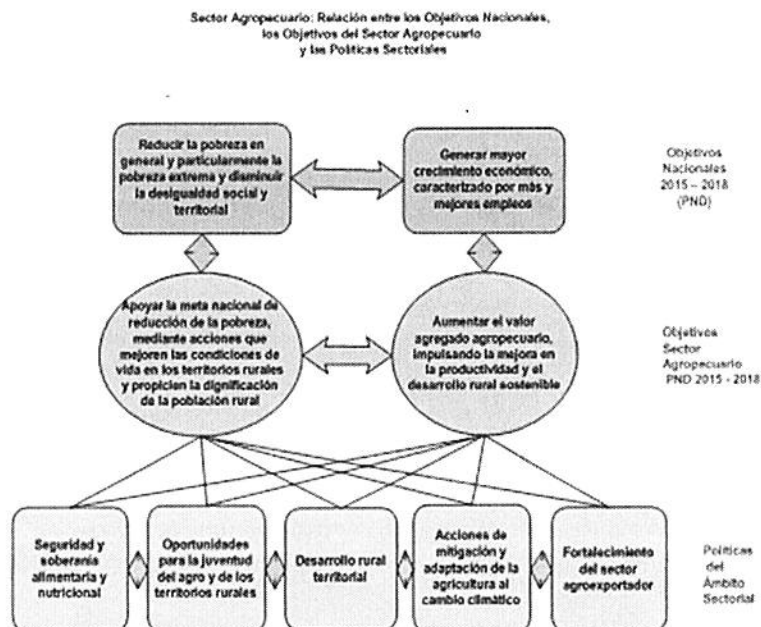 Sector Agropecuario: Relación entre los Objetivos Nacionales,
los Objetivos del Sector Agropecuario
y las Políticas Sectoriales
Reducir la pobreza en
general y particularmente la
pobreza extrema y disminuir
la desigualdad social y
territorial
Generar mayor
crecimiento económico,
caracterizado por más y
mejores empleos
Objetivos
Nacionales
2015 – 2018
(PND)
Apoyar la meta nacional de
reducción de la pobreza,
mediante acciones que
mejoren las condiciones de
vida en los territorios rurales
y propicien la dignificación
de la población rural
Aumentar el valor
agregado agropecuario,
impulsando la mejora en
la productividad y el
desarrollo rural sostenible
Objetivos
Sector
Agropecuario
PND 2015 - 2018
Seguridad y
soberanía
alimentaria y
nutricional
Oportunidades
para la juventud
del agro y de los
territorios rurales
Desarrollo rural
territorial
Acciones de
mitigación y
adaptación de la
agricultura al
cambio climático
Fortalecimiento
del sector
agroexportador
Políticas
del
Ámbito
Sectorial